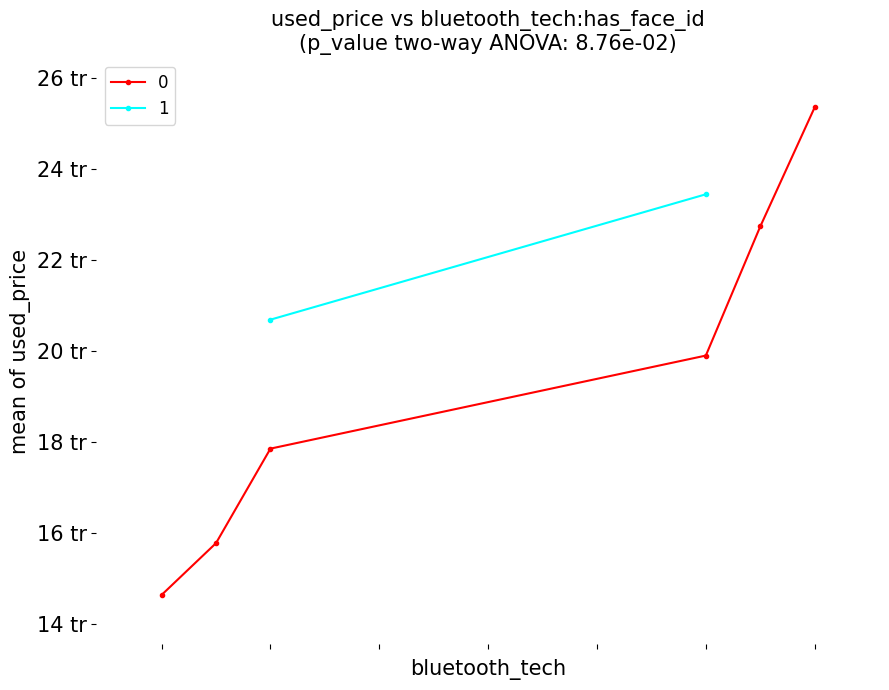 used_price vs bluetooth_tech:has_face_id
(p_value two-way ANOVA: 8.76e-02)
0
1
26 tr
24 tr
22 tr
20 tr
18 tr
16 tr
14 tr
mean of used_price
bluetooth_tech